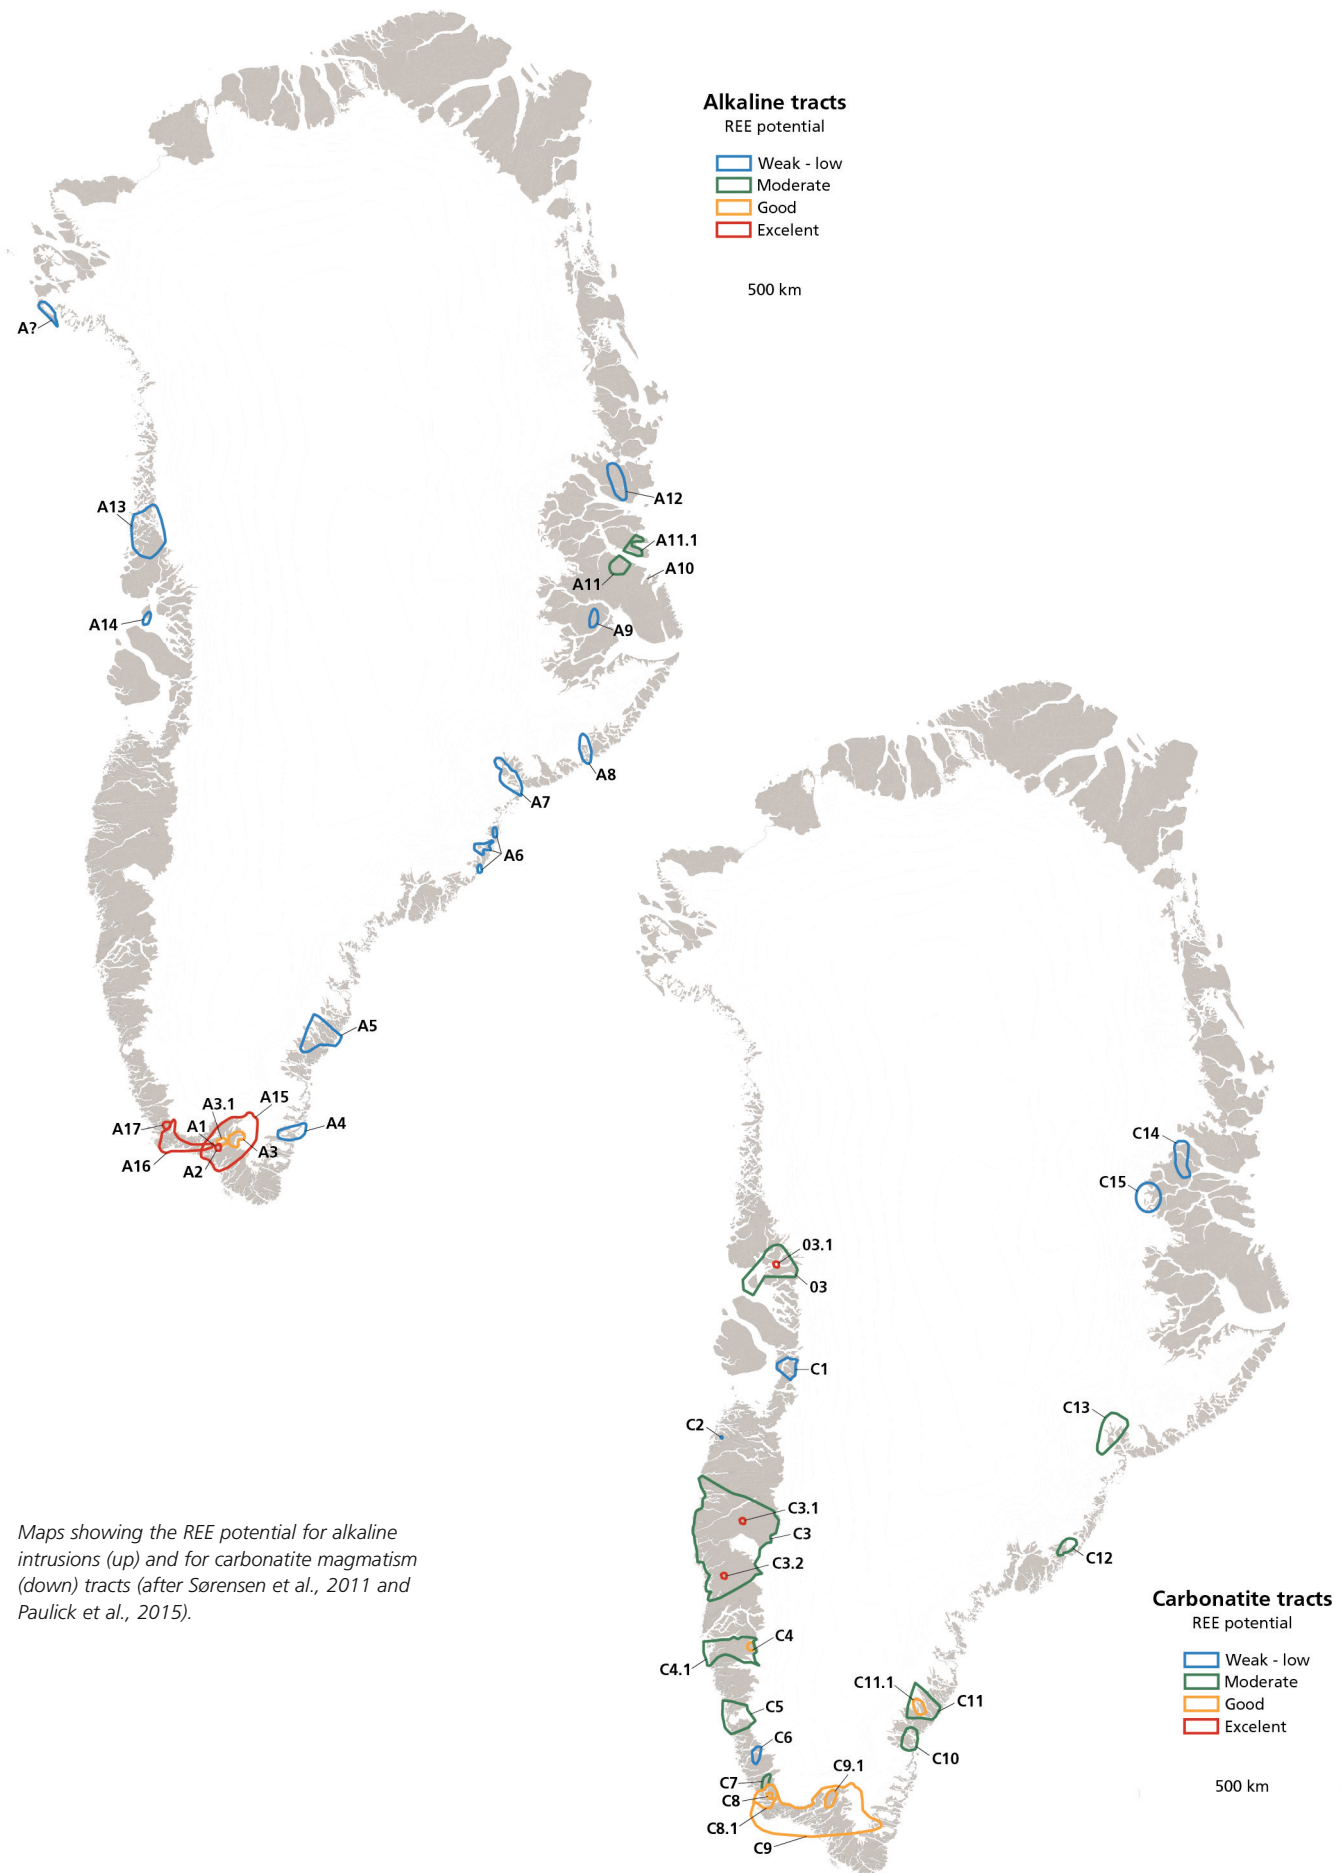 Alkaline tracts
REE potential
Weak - low
Moderate
Good
Excelent
500 km
A?
A13
A14
A12
A11.1
A10
A11
A9
A8
A7
A6
A5
A15
A3.1
A1
A17
A4
A3
A16
A2
C14
C15
03.1
03
C1
C2
C13
C3.1
C3
C3.2
C12
Maps showing the REE potential for alkaline
intrusions (up) and for carbonatite magmatism
(down) tracts (after Sørensen et al., 2011 and
Paulick et al., 2015).
Carbonatite tracts
REE potential
Weak - low
Moderate
Good
Excelent
500 km
C4
C4.1
C11.1
C11
C5
C6
C10
C9.1
C7
C8
C8.1
C9